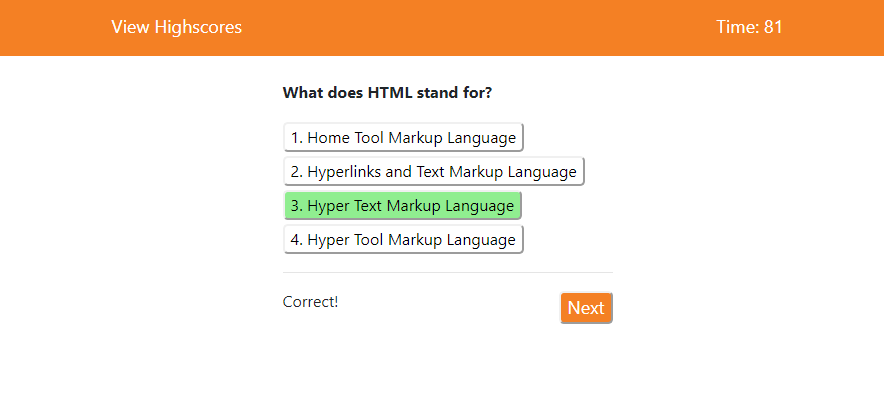 View Highscores
Time: 81
What does HTML stand for?
1. Home Tool Markup Language
2. Hyperlinks and Text Markup Language
3. Hyper Text Markup Language
4. Hyper Tool Markup Language
Correct!
Next